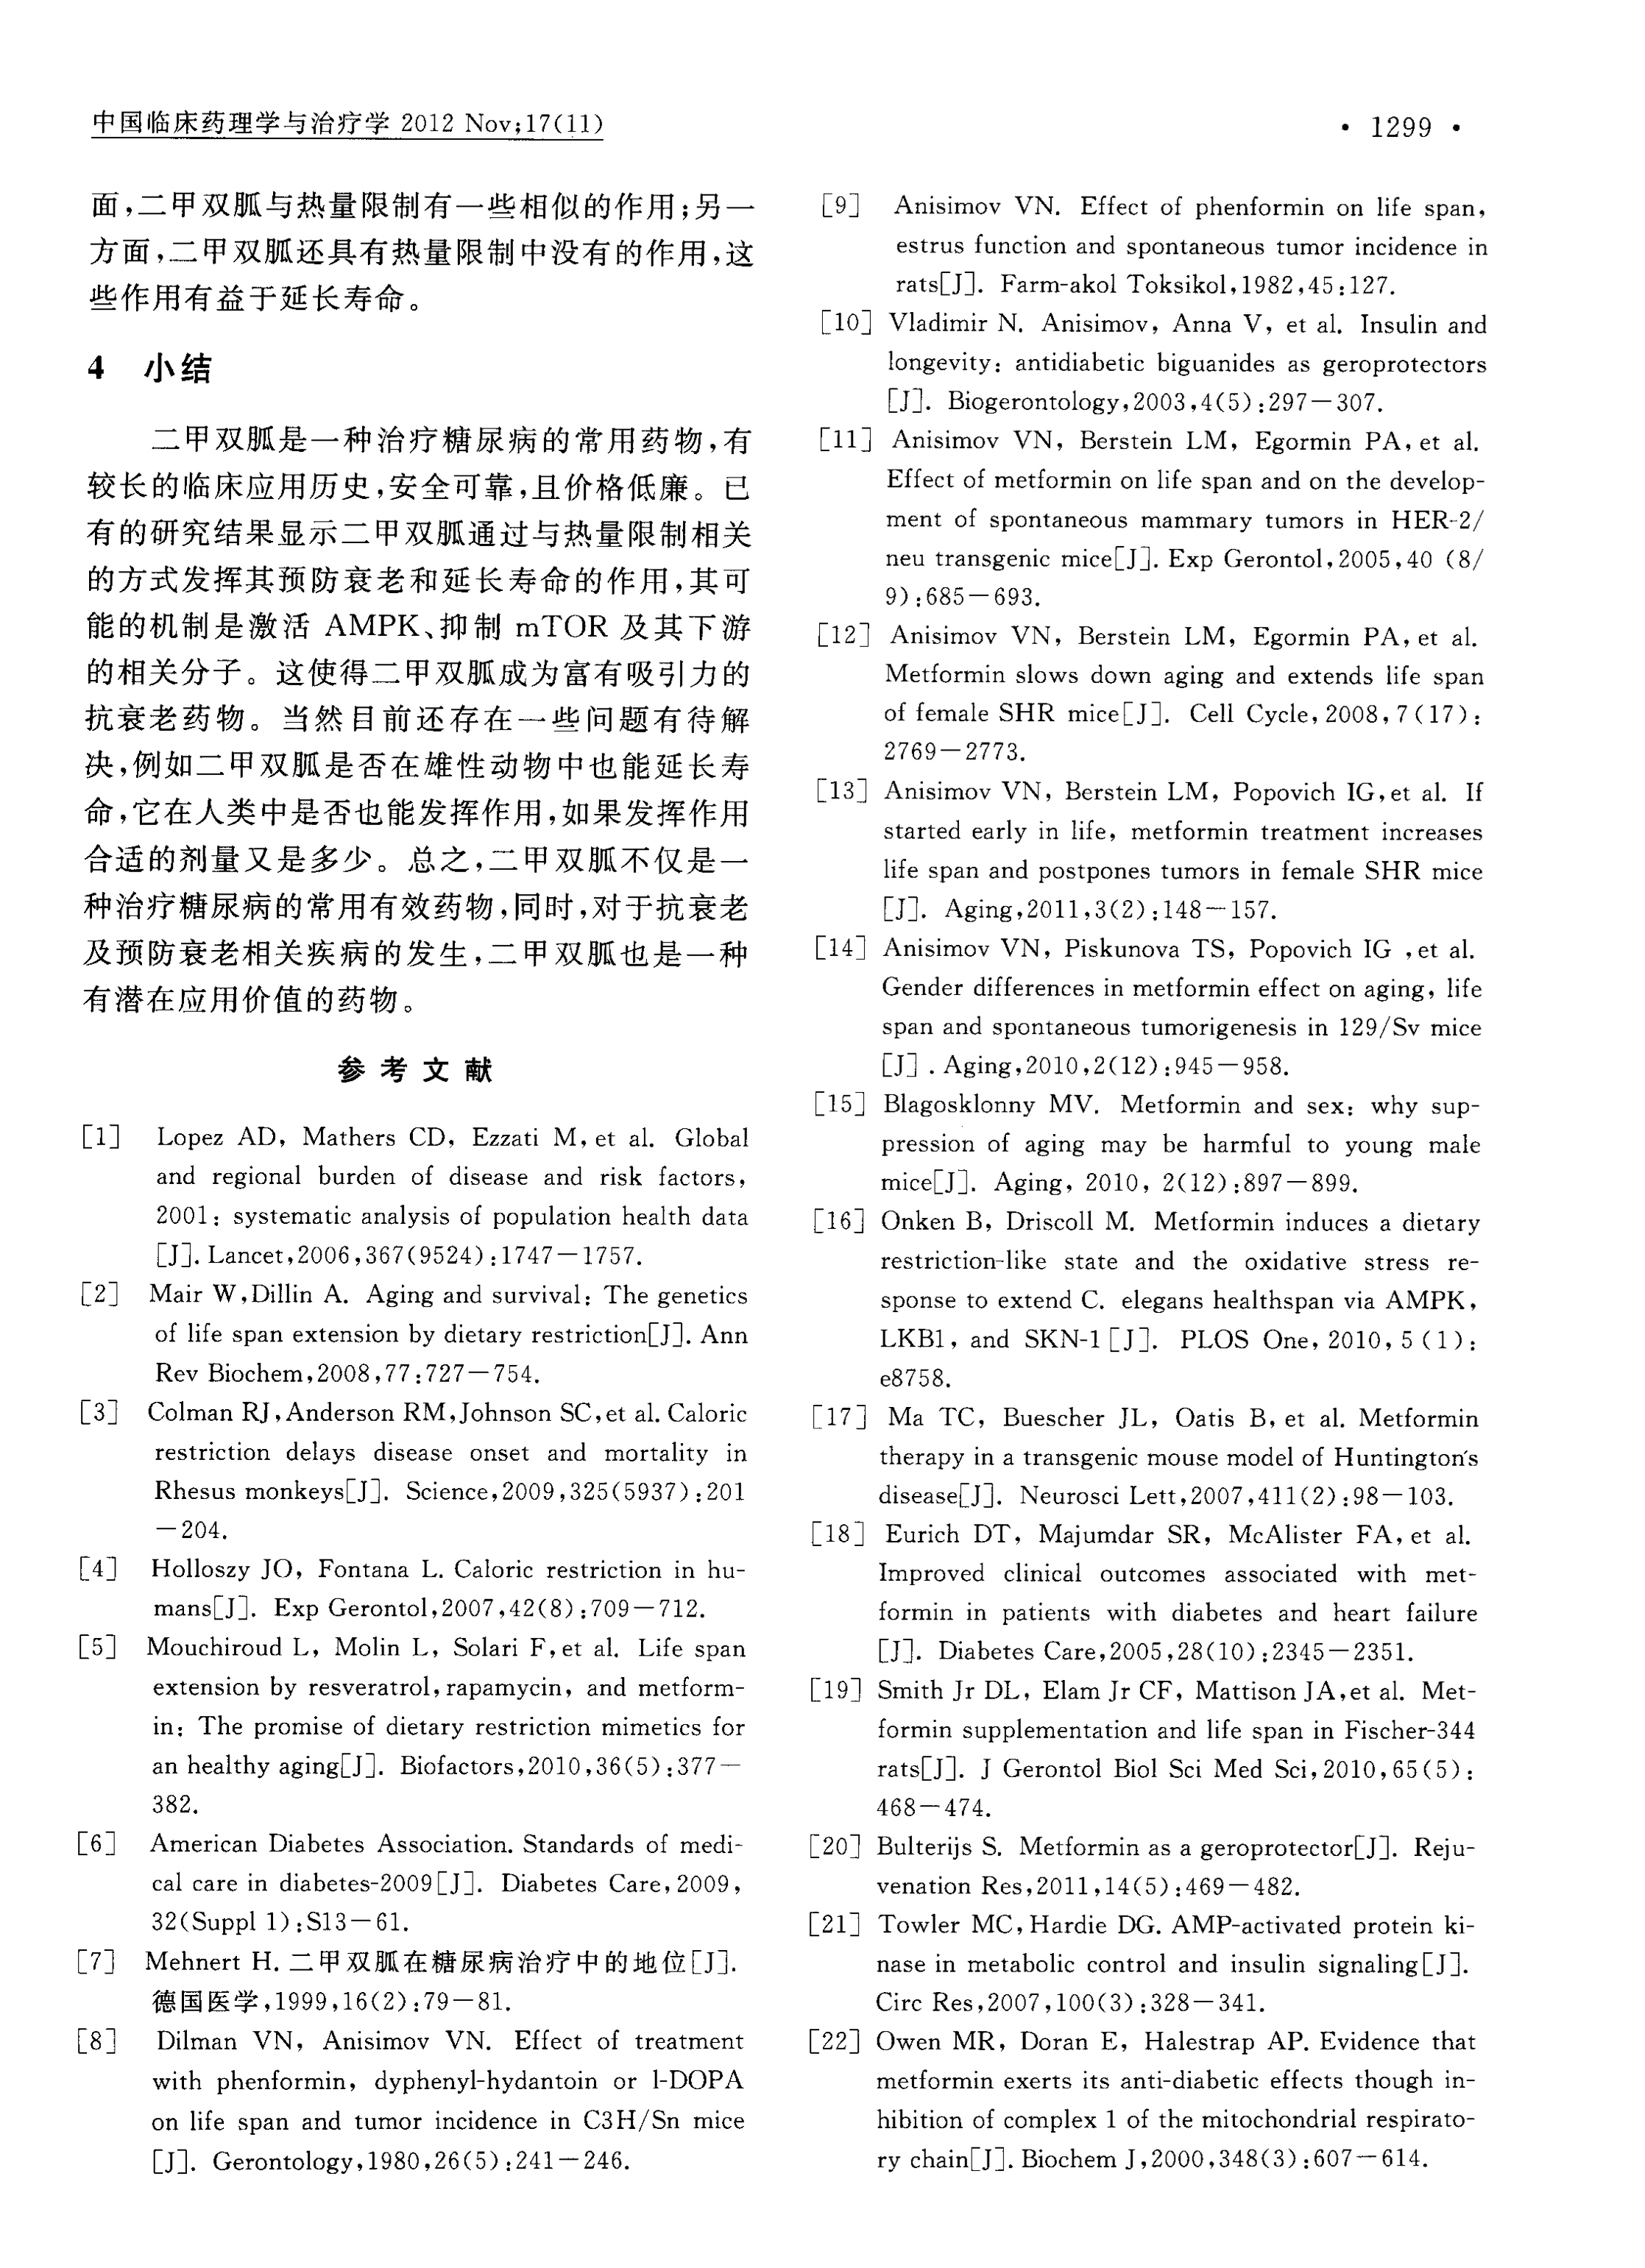 中国临床药理学与治疗学 2012 Nov;17(11)
• 1299 •
面,二甲双胍与热量限制有一些相似的作用;另一
方面,二甲双胍还具有热量限制中没有的作用,这
些作用有益于延长寿命。
4 小结
二甲双胍是一种治疗糖尿病的常用药物,有
较长的临床应用历史,安全可靠,且价格低廉。已
有的研究结果显示二甲双胍通过与热量限制相关
的方式发挥其预防衰老和延长寿命的作用,其可
能的机制是激活 AMPK、抑制 mTOR 及其下游
的相关分子。这使得二甲双胍成为富有吸引力的
抗衰老药物。当然目前还存在一些问题有待解
决,例如二甲双胍是否在雄性动物中也能延长寿
命,它在人类中是否也能发挥作用,如果发挥作用
合适的剂量又是多少。总之,二甲双胍不仅是一
种治疗糖尿病的常用有效药物,同时,对于抗衰老
及预防衰老相关疾病的发生,二甲双胍也是一种
有潜在应用价值的药物。
参考文献
[1] Lopez AD, Mathers CD, Ezzati M,et al. Global
and regional burden of disease and risk factors,
2001: systematic analysis of population health data
[J]. Lancet,2006,367(9524):1747-1757.
[2] Mair W,Dillin A. Aging and survival: The genetics
of life span extension by dietary restriction[J]. Ann
Rev Biochem,2008,77:727-754.
[3] Colman RJ,Anderson RM,Johnson SC,et al. Caloric
restriction delays disease onset and mortality in
Rhesus monkeys[J]. Science,2009,325(5937):201
-204.
[4] Holloszy JO, Fontana L. Caloric restriction in hu-
mans[J]. Exp Gerontol,2007,42(8):709-712.
[5] Mouchiroud L, Molin L, Solari F,et al. Life span
extension by resveratrol,rapamycin, and metform-
in: The promise of dietary restriction mimetics for
an healthy aging[J]. Biofactors,2010,36(5):377-
382.
[6] American Diabetes Association. Standards of medi-
cal care in diabetes-2009[J]. Diabetes Care,2009,
32(Suppl 1):S13-61.
[7] Mehnert H. 二甲双胍在糖尿病治疗中的地位[J].
德国医学,1999,16(2):79-81.
[8] Dilman VN, Anisimov VN. Effect of treatment
with phenformin, dyphenyl-hydantoin or l-DOPA
on life span and tumor incidence in C3H/Sn mice
[J]. Gerontology,1980,26(5):241-246.
[9] Anisimov VN. Effect of phenformin on life span,
estrus function and spontaneous tumor incidence in
rats[J]. Farm-akol Toksikol,1982,45:127.
[10] Vladimir N. Anisimov, Anna V, et al. Insulin and
longevity: antidiabetic biguanides as geroprotectors
[J]. Biogerontology,2003,4(5):297-307.
[11] Anisimov VN, Berstein LM, Egormin PA,et al.
Effect of metformin on life span and on the develop-
ment of spontaneous mammary tumors in HER-2/
neu transgenic mice[J]. Exp Gerontol,2005,40 (8/
9):685-693.
[12] Anisimov VN, Berstein LM, Egormin PA,et al.
Metformin slows down aging and extends life span
of female SHR mice[J]. Cell Cycle,2008,7(17):
2769-2773.
[13] Anisimov VN, Berstein LM, Popovich IG,et al. If
started early in life, metformin treatment increases
life span and postpones tumors in female SHR mice
[J]. Aging,2011,3(2):148-157.
[14] Anisimov VN, Piskunova TS, Popovich IG ,et al.
Gender differences in metformin effect on aging, life
span and spontaneous tumorigenesis in 129/Sv mice
[J] . Aging,2010,2(12):945-958.
[15] Blagosklonny MV. Metformin and sex: why sup-
pression of aging may be harmful to young male
mice[J]. Aging, 2010, 2(12):897-899.
[16] Onken B, Driscoll M. Metformin induces a dietary
restriction-like state and the oxidative stress re-
sponse to extend C. elegans healthspan via AMPK,
LKB1, and SKN-1[J]. PLOS One,2010,5(1):
e8758.
[17] Ma TC, Buescher JL, Oatis B,et al. Metformin
therapy in a transgenic mouse model of Huntington's
disease[J]. Neurosci Lett,2007,411(2):98-103.
[18] Eurich DT, Majumdar SR, McAlister FA,et al.
Improved clinical outcomes associated with met-
formin in patients with diabetes and heart failure
[J]. Diabetes Care,2005,28(10):2345-2351.
[19] Smith Jr DL, Elam Jr CF, Mattison JA,et al. Met-
formin supplementation and life span in Fischer-344
rats[J]. J Gerontol Biol Sci Med Sci,2010,65(5):
468-474.
[20] Bulterijs S. Metformin as a geroprotector[J]. Reju-
venation Res,2011,14(5):469-482.
[21] Towler MC,Hardie DG. AMP-activated protein ki-
nase in metabolic control and insulin signaling[J].
Circ Res,2007,100(3):328-341.
[22] Owen MR, Doran E, Halestrap AP. Evidence that
metformin exerts its anti-diabetic effects though in-
hibition of complex 1 of the mitochondrial respirato-
ry chain[J]. Biochem J,2000,348(3):607-614.